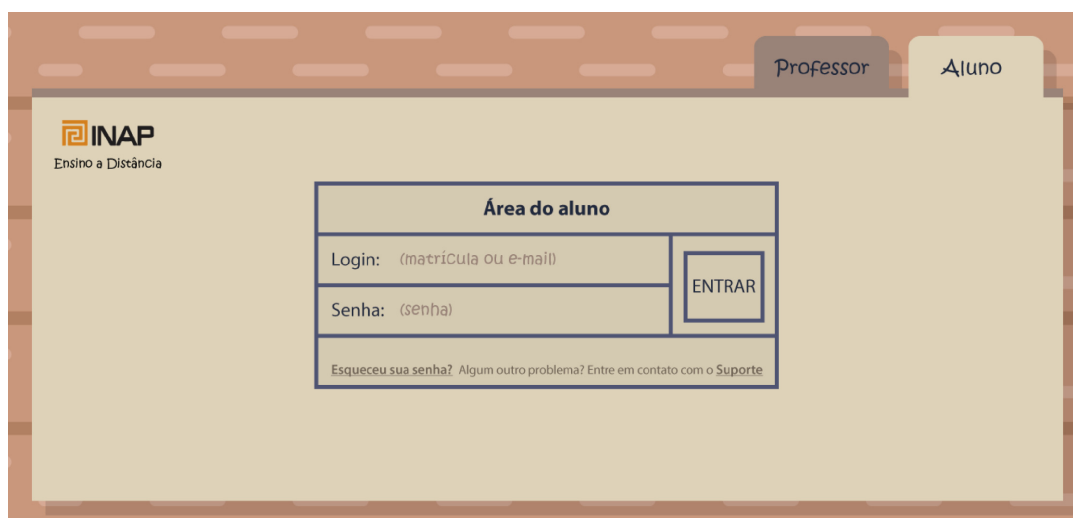 Professor
Aluno
INAP
Ensino a Distância
Área do aluno
Login: (matrícula ou e-mail)
ENTRAR
Senha: (senha)
Esqueceu sua senha? Algum outro problema? Entre em contato com o Suporte